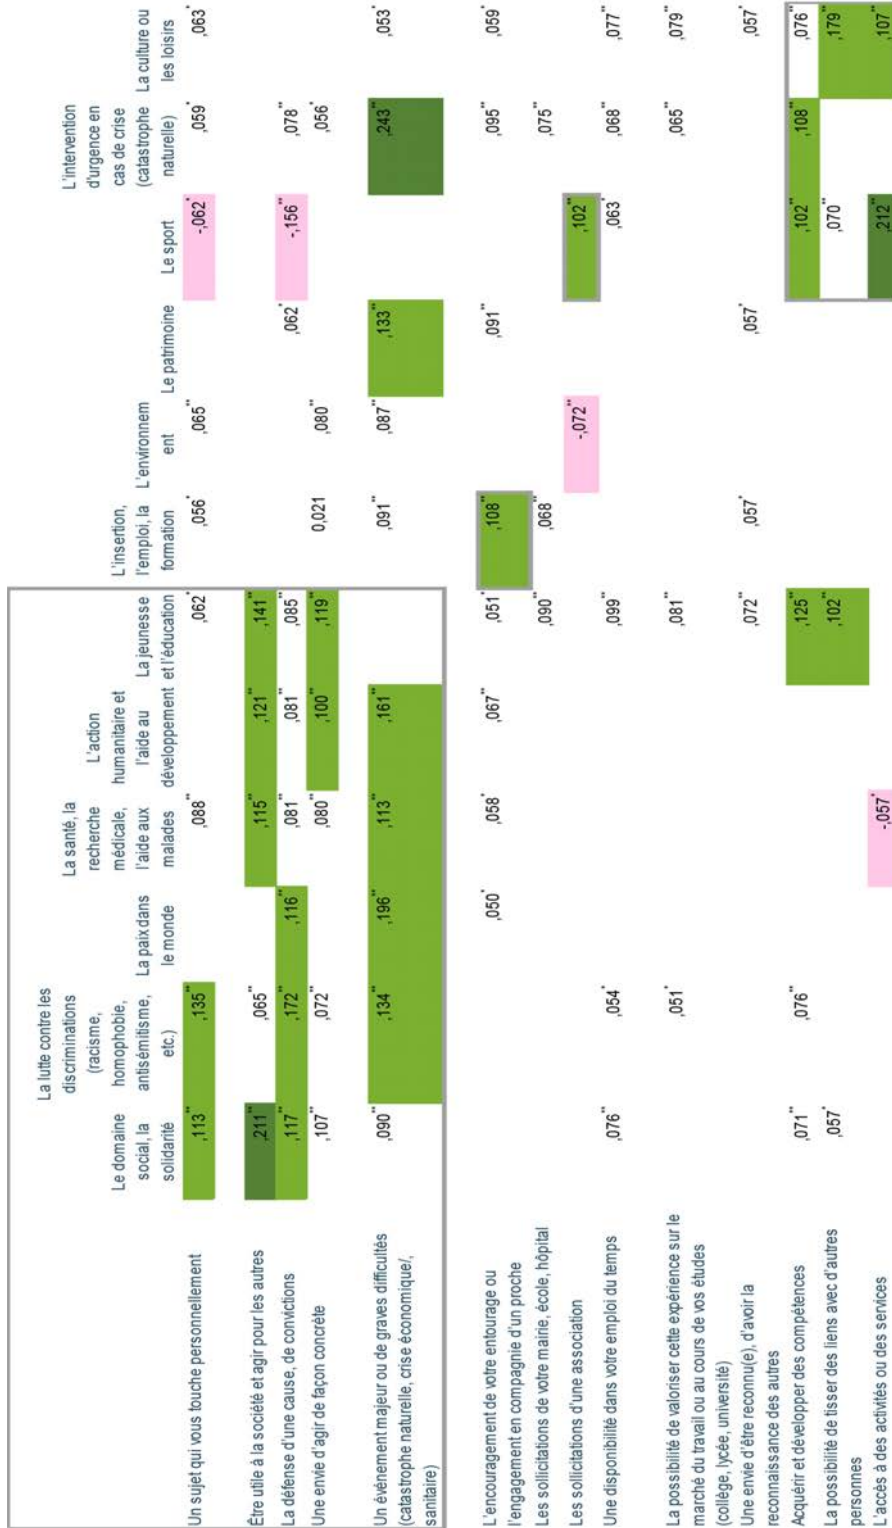 Le domaine
social, la
solidarité
La lutte contre les
discriminations
(racisme,
homophobie,
antisémitisme,
etc.)
La paix dans
le monde
La santé, la
recherche
médicale,
l'aide aux
malades
L'action
humanitaire et
l'aide au
développement
La jeunesse
et l'éducation
L'insertion,
l'emploi, la
formation
L'environnem
ent
Le patrimoine
Le sport
L'intervention
d'urgence en
cas de crise
(catastrophe
naturelle)
La culture ou
les loisirs
Un sujet qui vous touche personnellement ,113** ,135** ,088** ,062* ,056* ,065** -,062* ,059* ,063*
Être utile à la société et agir pour les autres ,211** ,065** ,115** ,121** ,141**
La défense d'une cause, de convictions ,117** ,172** ,116** ,081** ,081** ,085** ,062* -,156** ,078**
Une envie d'agir de façon concrète ,107** ,072** ,080** ,100** ,119** 0,021 ,080** ,056*
Un évènement majeur ou de graves difficultés
(catastrophe naturelle, crise économique/,
sanitaire)
,090** ,134** ,196** ,113** ,161** ,091** ,087** ,133** ,243** ,053*
L'encouragement de votre entourage ou
l'engagement en compagnie d'un proche
,050* ,058* ,067** ,051* ,108** ,091** ,095** ,059*
Les sollicitations de votre mairie, école, hôpital ,090** ,068** ,075**
Les sollicitations d'une association -,072** ,102**
Une disponibilité dans votre emploi du temps ,076** ,054* ,099** ,063* ,068** ,077**
La possibilité de valoriser cette expérience sur le
marché du travail ou au cours de vos études
(collège, lycée, université)
,051* ,081** ,065** ,079**
Une envie d'être reconnu(e), d'avoir la
reconnaissance des autres
,072** ,057* ,057* ,057*
Acquérir et développer des compétences ,071** ,076** ,125** ,102** ,108** ,076**
La possibilité de tisser des liens avec d'autres
personnes
,057* ,102** ,070** ,179**
L'accès à des activités ou des services -,057* ,212** ,107**